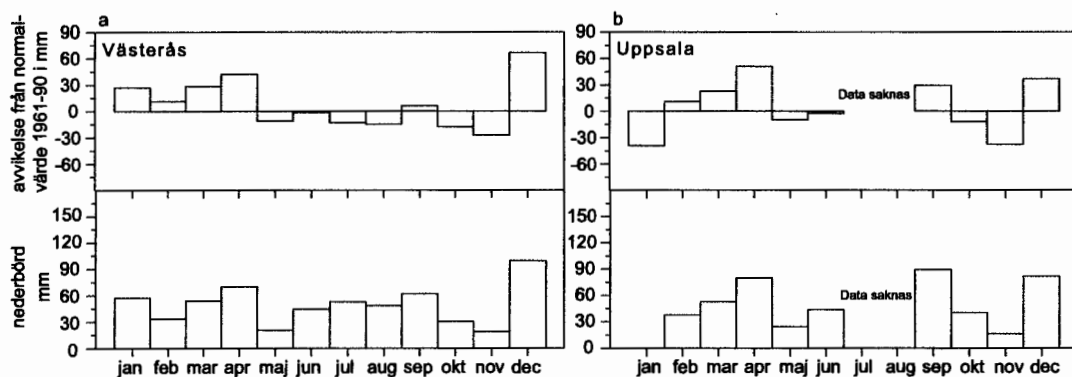 a
b
avvikelse från normal-
värde 1961-90 i mm
90
60
30
0
-30
-60
Västerås
90
60
30
0
-30
-60
Uppsala
Data saknas
nederbörd
mm
150
120
90
60
30
0
150
120
90
60
30
0
Data saknas
jan feb mar apr maj jun jul aug sep okt nov dec
jan feb mar apr maj jun jul aug sep okt nov dec